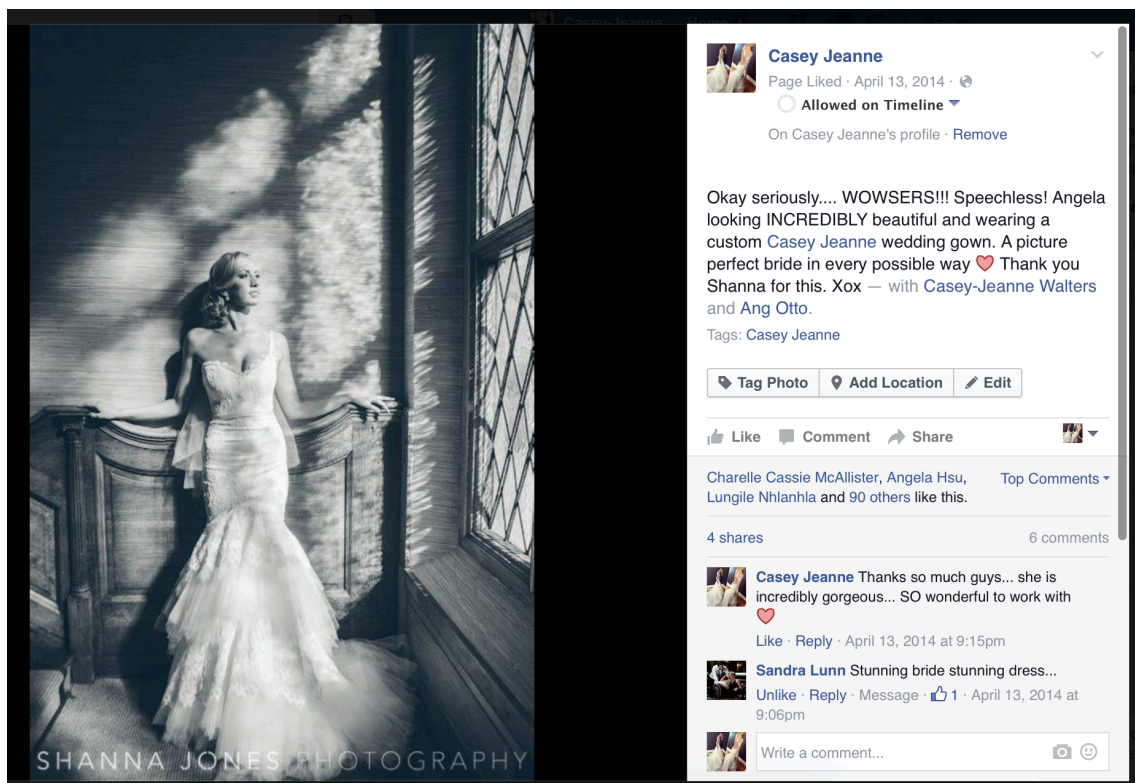 Casey-Jeanne Home
SHANNA JONES PHOTOGRAPHY
Casey Jeanne
Page Liked · April 13, 2014 ·
Allowed on Timeline
On Casey Jeanne's profile · Remove
Okay seriously.... WOWSERS!!! Speechless! Angela
looking INCREDIBLY beautiful and wearing a
custom Casey Jeanne wedding gown. A picture
perfect bride in every possible way ❤ Thank you
Shanna for this. Xox — with Casey-Jeanne Walters
and Ang Otto.
Tags: Casey Jeanne
Tag Photo Add Location Edit
Like Comment Share
Charelle Cassie McAllister, Angela Hsu, Top Comments
Lungile Nhlanhla and 90 others like this.
4 shares 6 comments
Casey Jeanne Thanks so much guys... she is
incredibly gorgeous... SO wonderful to work with
❤
Like · Reply · April 13, 2014 at 9:15pm
Sandra Lunn Stunning bride stunning dress...
Unlike · Reply · Message · 1 · April 13, 2014 at
9:06pm
Write a comment...